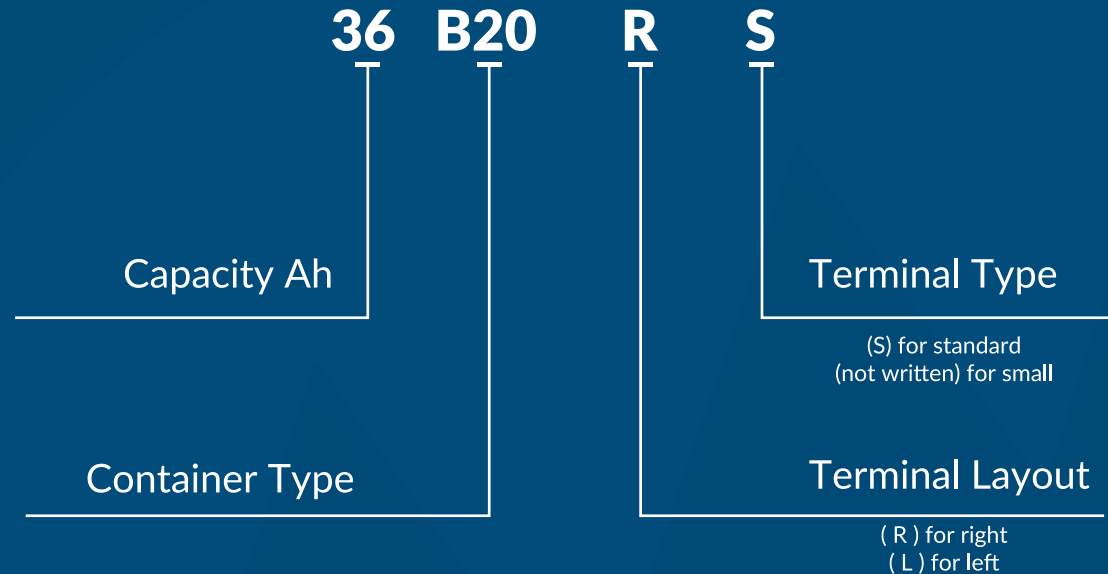 36 B20 R S
Capacity Ah
Terminal Type
(S) for standard
(not written) for small
Container Type
Terminal Layout
( R ) for right
( L ) for left